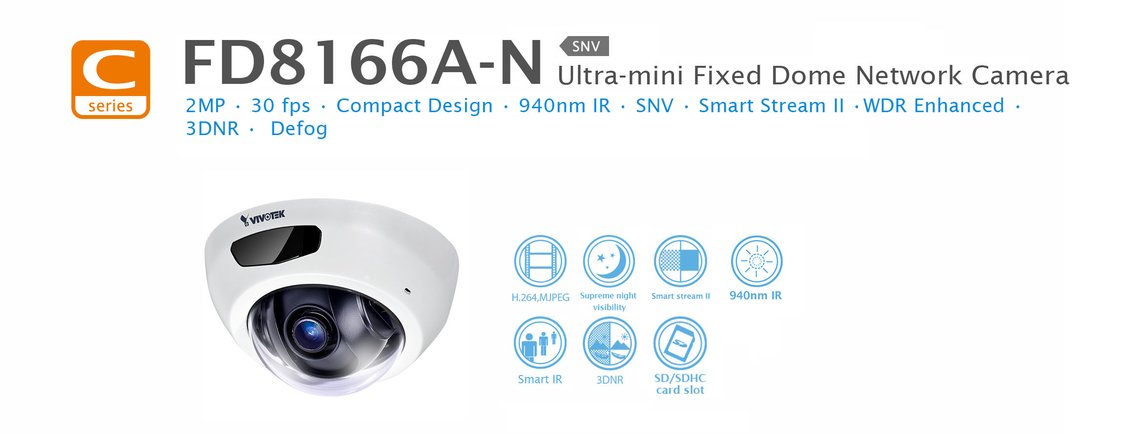 C
series
FD8166A-N
SNV
Ultra-mini Fixed Dome Network Camera
2MP · 30 fps · Compact Design · 940nm IR · SNV · Smart Stream II · WDR Enhanced ·
3DNR · Defog
VIVOTEK
H.264,MJPEG
Supreme night
visibility
Smart stream II
940nm IR
Smart IR
3DNR
SD/SDHC
card slot